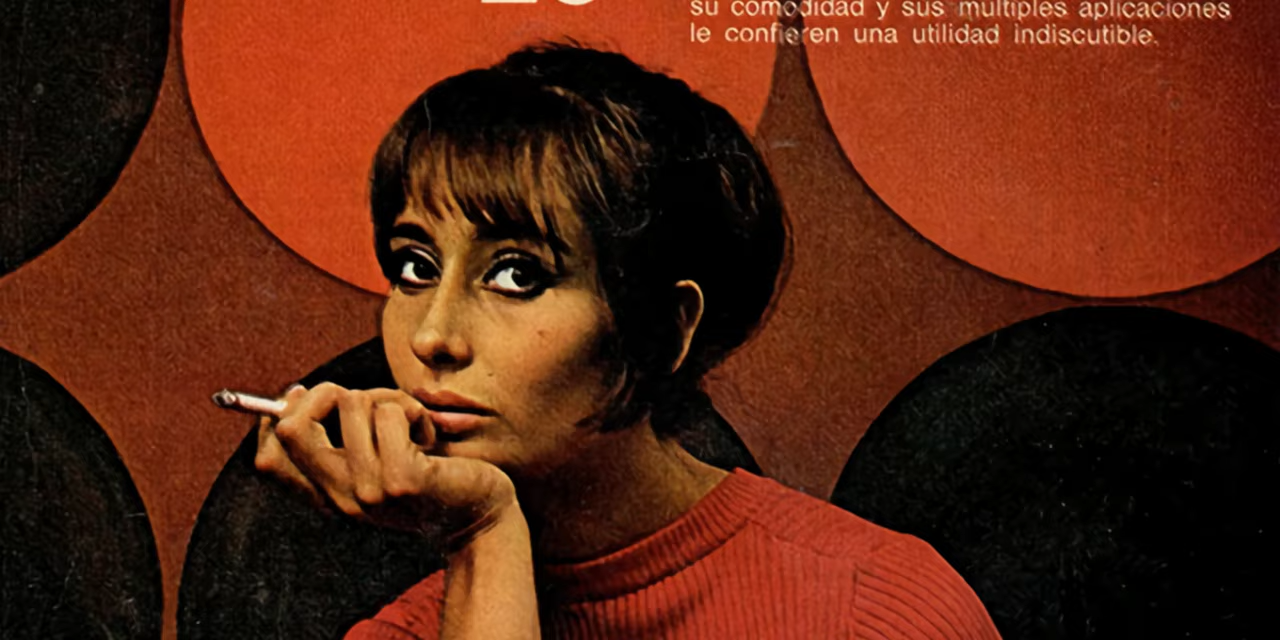 su comodidad y sus múltiples aplicaciones
le confieren una utilidad indiscutible.